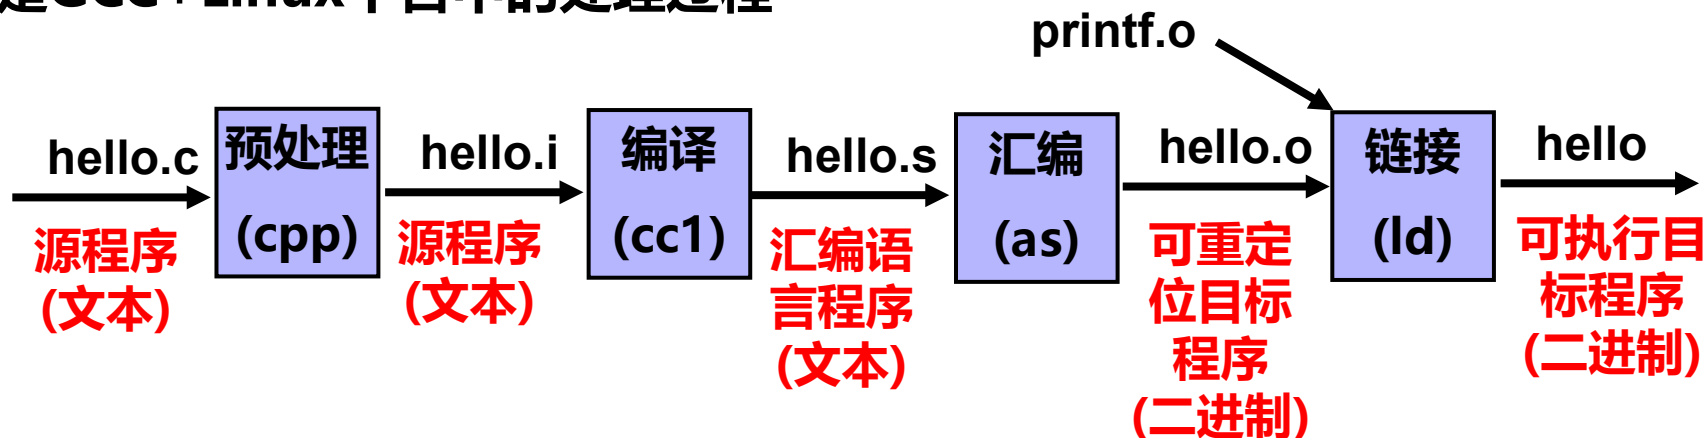 printf.o
hello.c
预处理
(cpp)
源程序
(文本)
hello.i
源程序
(文本)
编译
(cc1)
hello.s
汇编语
言程序
(文本)
汇编
(as)
hello.o
可重定
位目标
程序
(二进制)
链接
(ld)
hello
可执行目
标程序
(二进制)